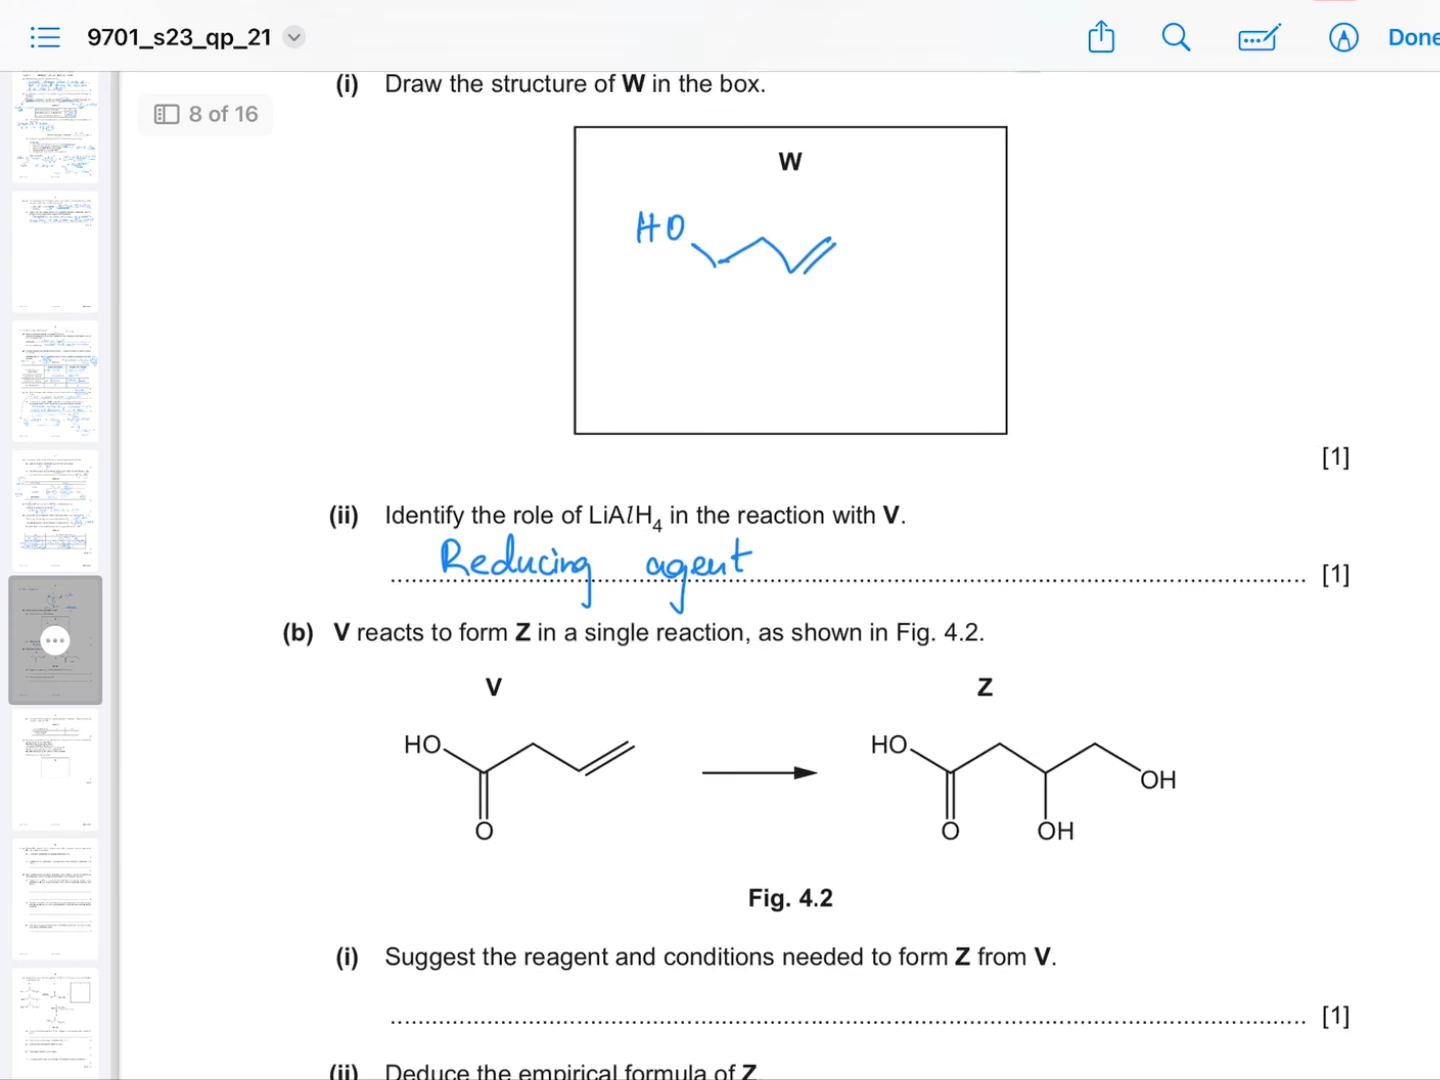 9701_s23_qp_21
Done
8 of 16
(i) Draw the structure of W in the box.
W
HO
[1]
(ii) Identify the role of LiAlH4 in the reaction with V.
Reducing agent
[1]
(b) V reacts to form Z in a single reaction, as shown in Fig. 4.2.
V
Z
HO
O
HO
OH
O
OH
Fig. 4.2
(i) Suggest the reagent and conditions needed to form Z from V.
[1]
(ii) Deduce the empirical formula of Z.